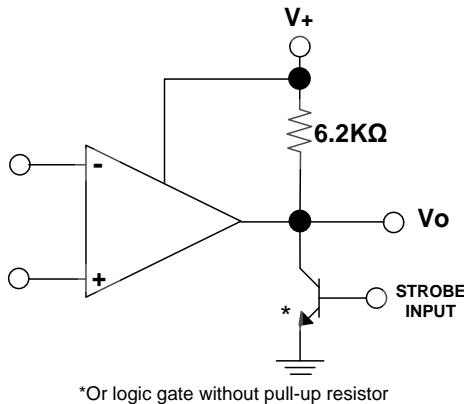 V+
6.2KΩ
-
Vo
+
STROBE
INPUT
*
*Or logic gate without pull-up resistor